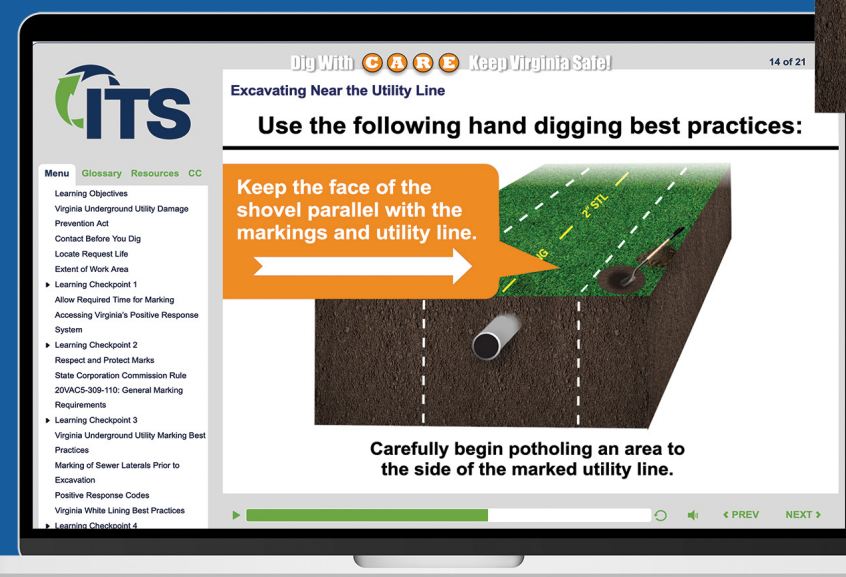 Dig With CARE Keep Virginia Safe!
14 of 21
ITS
Excavating Near the Utility Line
Use the following hand digging best practices:
Menu Glossary Resources CC
Learning Objectives
Virginia Underground Utility Damage
Prevention Act
Contact Before You Dig
Locate Request Life
Extent of Work Area
Learning Checkpoint 1
Allow Required Time for Marking
Accessing Virginia's Positive Response
System
Learning Checkpoint 2
Respect and Protect Marks
State Corporation Commission Rule
20VAC5-309-110: General Marking
Requirements
Learning Checkpoint 3
Virginia Underground Utility Marking Best
Practices
Marking of Sewer Laterals Prior to
Excavation
Positive Response Codes
Virginia White Lining Best Practices
Learning Checkpoint 4
Keep the face of the
shovel parallel with the
markings and utility line.
2" STL
NG
Carefully begin potholing an area to
the side of the marked utility line.
PREV
NEXT